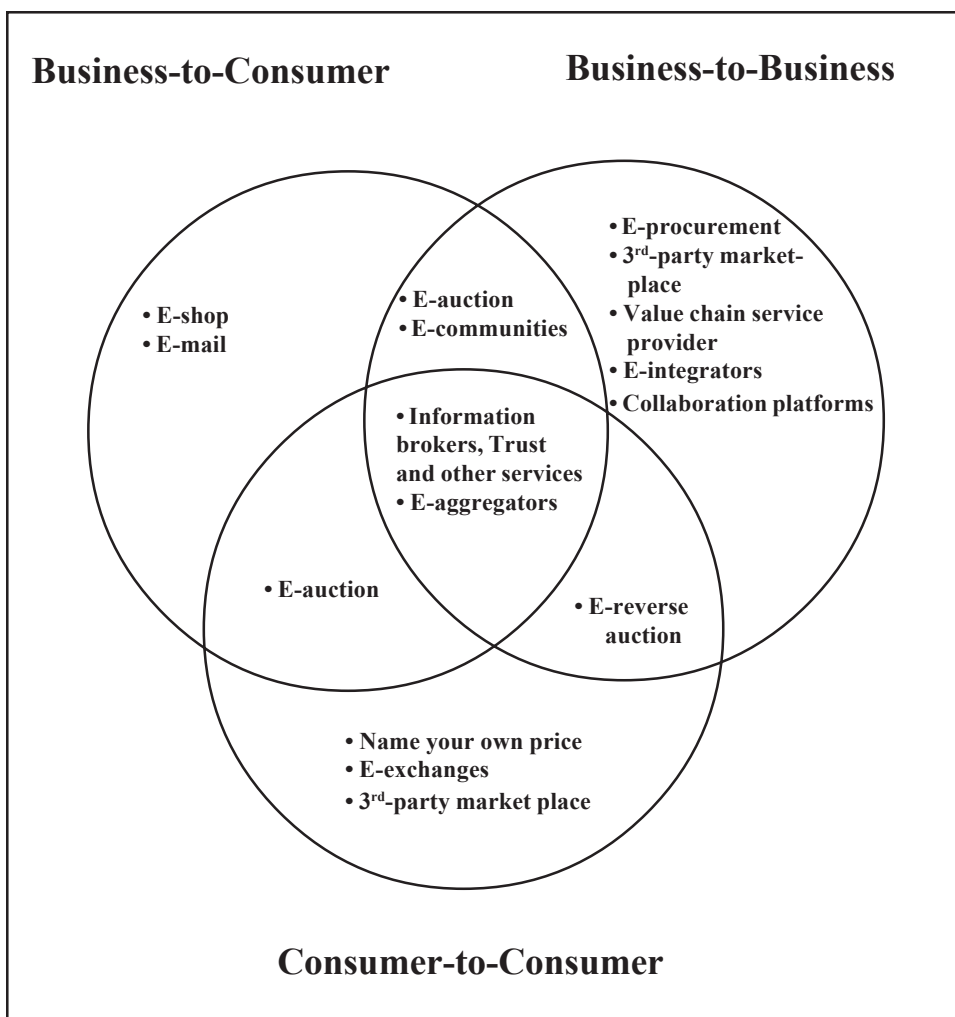 Business-to-Consumer
Business-to-Business
• E-procurement
• 3rd-party market-
place
• Value chain service
provider
• E-integrators
• Collaboration platforms
• E-auction
• E-communities
• E-shop
• E-mail
• Information
brokers, Trust
and other services
• E-aggregators
• E-auction
• E-reverse
auction
• Name your own price
• E-exchanges
• 3rd-party market place
Consumer-to-Consumer